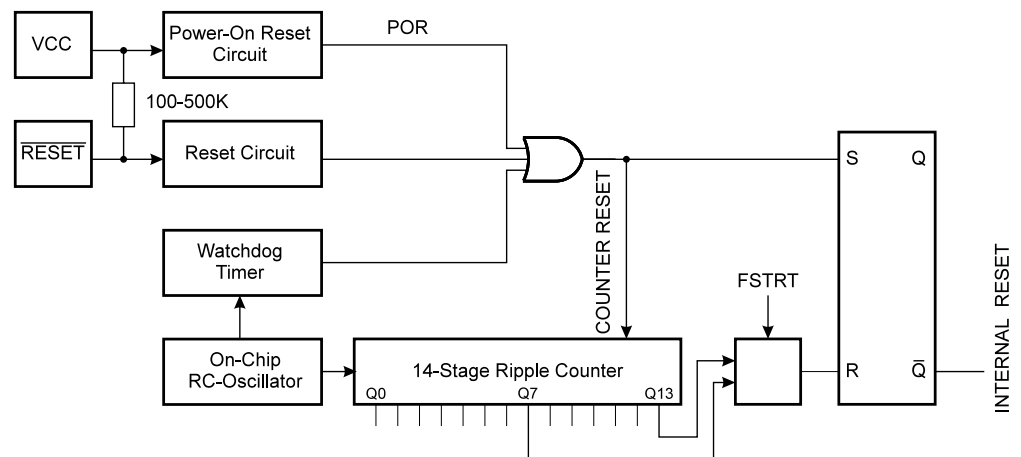 VCC
Power-On Reset
Circuit
POR
100-500K
RESET
Reset Circuit
Watchdog
Timer
COUNTER RESET
S
Q
FSTRT
On-Chip
RC-Oscillator
14-Stage Ripple Counter
Q0
Q7
Q13
R
Q̅
INTERNAL RESET